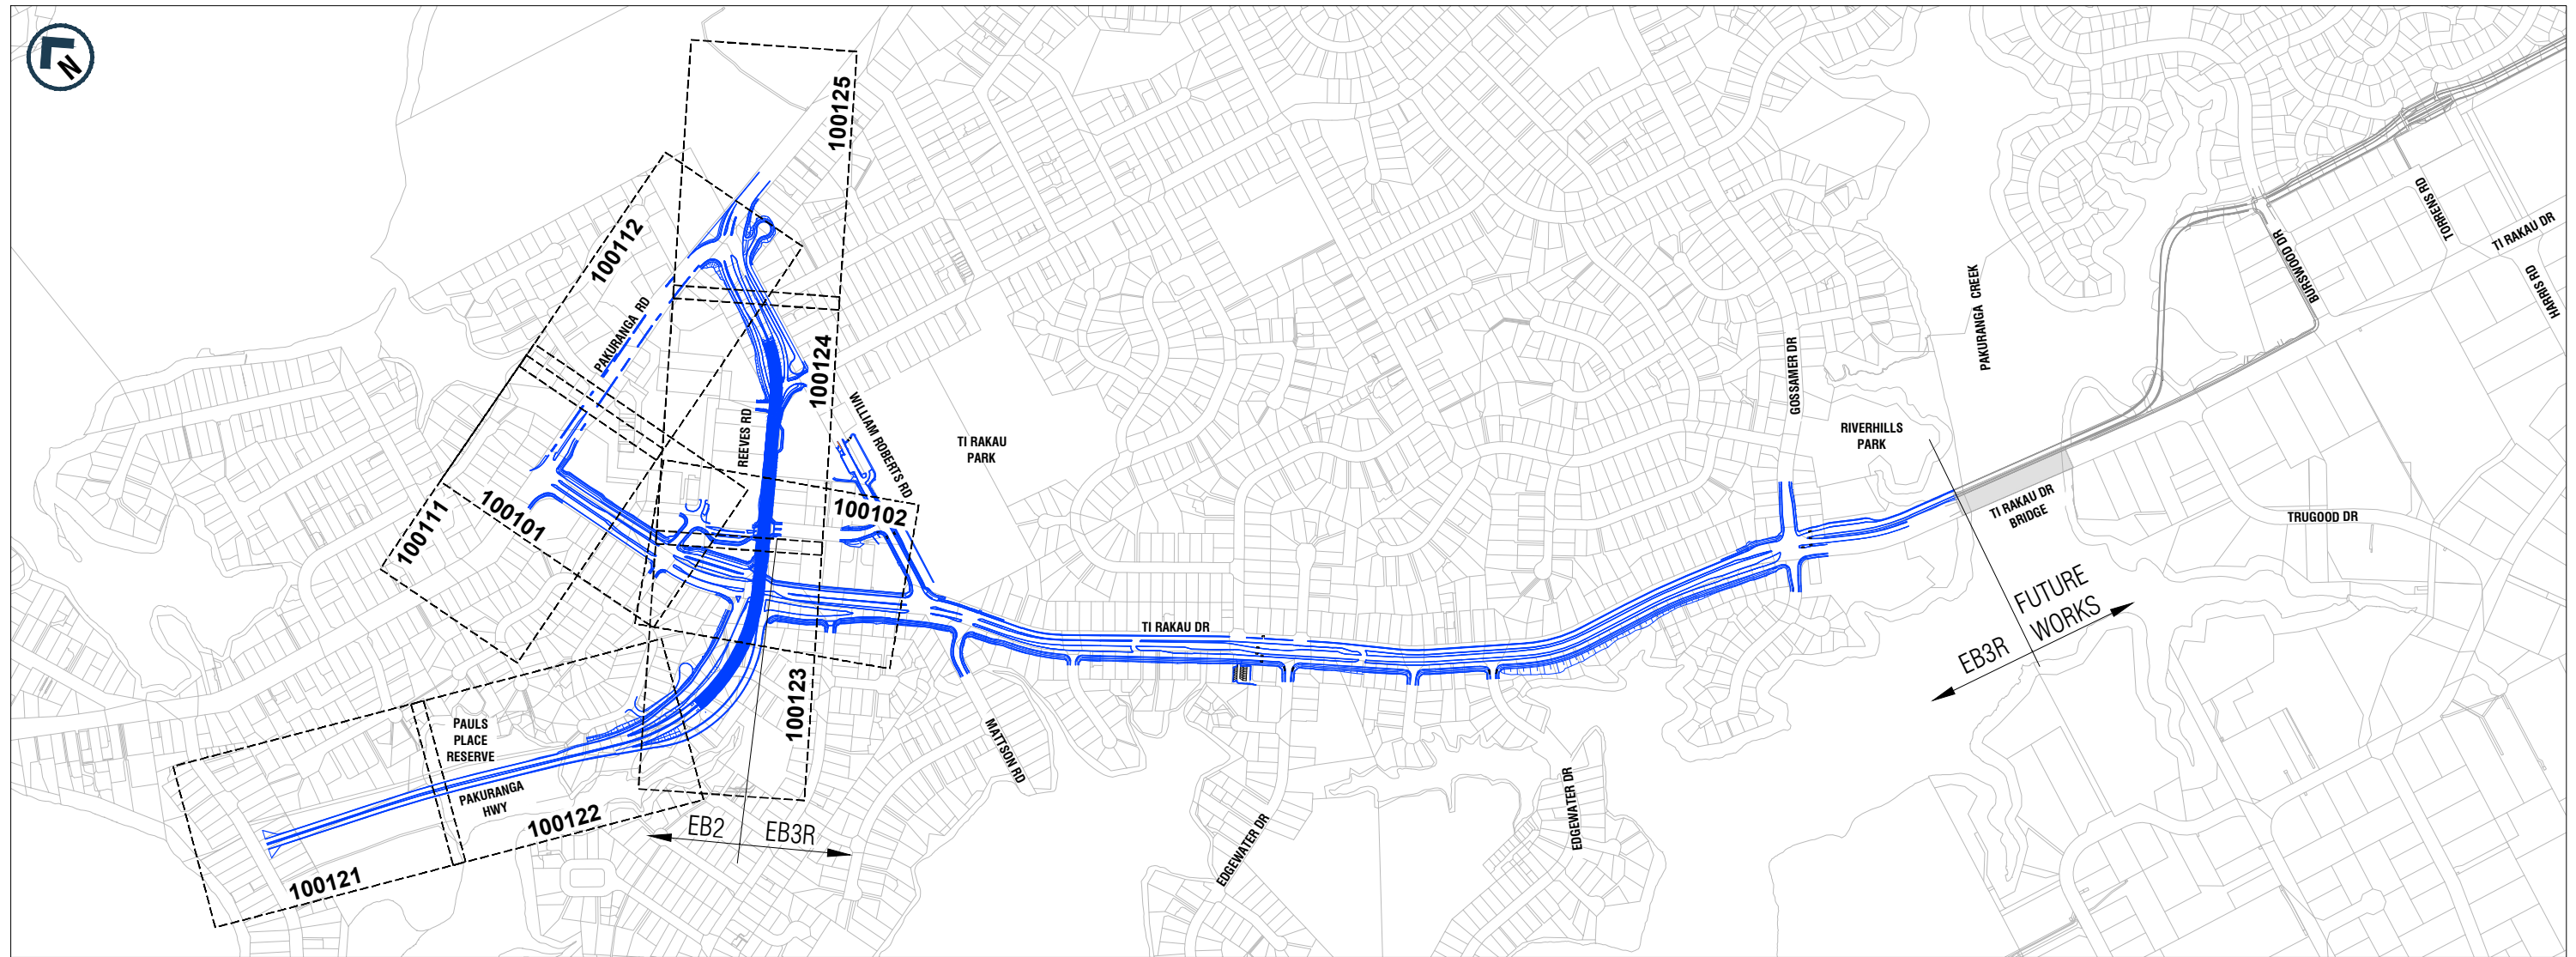 N
100125
100112
PAKURANGA RD
100124
REEVES RD
WILLIAM ROBERTS RD
TI RAKAU
PARK
GOSSAMER DR
RIVERHILLS
PARK
PAKURANGA CREEK
BURSWOOD DR
TORRENS RD
TI RAKAU DR
HARRIS RD
100111
100101
100102
TI RAKAU DR
BRIDGE
TRUGOOD DR
TI RAKAU DR
FUTURE
WORKS
EB3R
100123
PAULS
PLACE
RESERVE
PAKURANGA
HWY
MATTSON RD
EDGEWATER DR
EDGEWATER DR
100122
100121
EB2
EB3R